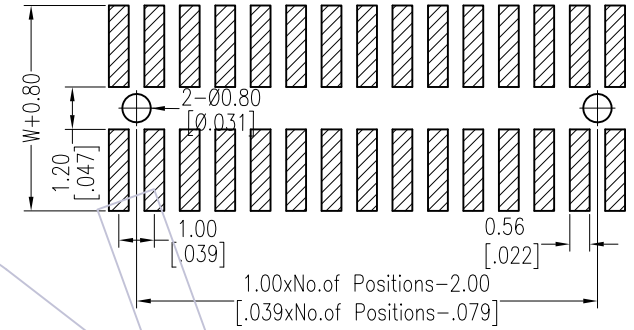 W+0.80
2-Ø0.80
[Ø.031]
1.20
[.047]
1.00
[.039]
0.56
[.022]
1.00xNo.of Positions-2.00
[.039xNo.of Positions-.079]